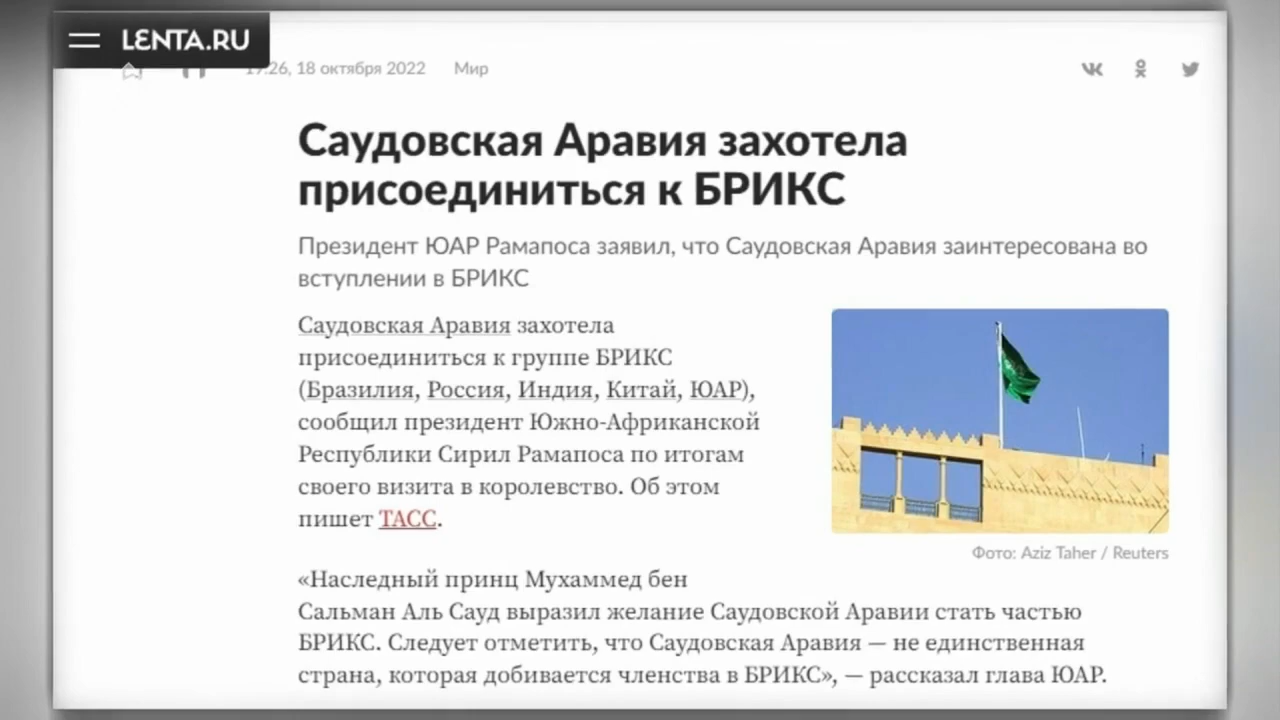 LENTA.RU
19:26, 18 октября 2022 Мир
Саудовская Аравия захотела
присоединиться к БРИКС
Президент ЮАР Рамапоса заявил, что Саудовская Аравия заинтересована во
вступлении в БРИКС
Саудовская Аравия захотела
присоединиться к группе БРИКС
(Бразилия, Россия, Индия, Китай, ЮАР),
сообщил президент Южно-Африканской
Республики Сирил Рамапоса по итогам
своего визита в королевство. Об этом
пишет ТАСС.
Фото: Aziz Taher / Reuters
«Наследный принц Мухаммед бен
Сальман Аль Сауд выразил желание Саудовской Аравии стать частью
БРИКС. Следует отметить, что Саудовская Аравия — не единственная
страна, которая добивается членства в БРИКС», — рассказал глава ЮАР.